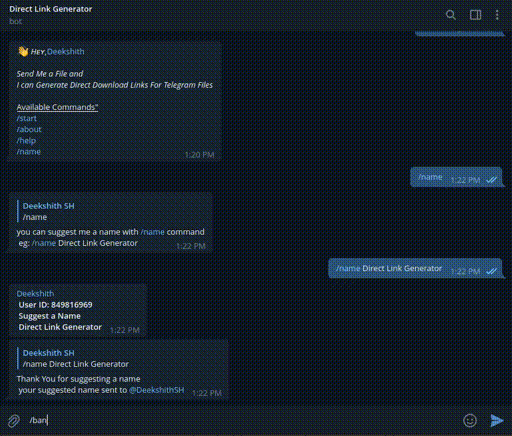 Direct Link Generator
bot
👋 HEY,Deekshith
Send Me a File and
I can Generate Direct Download Links For Telegram Files
Available Commands"
/start
/about
/help
/name
1:20 PM
/name 1:22 PM
Deekshith SH
/name
you can suggest me a name with /name command
eg: /name Direct Link Generator
1:22 PM
/name Direct Link Generator 1:22 PM
Deekshith
User ID: 849816969
Suggest a Name
Direct Link Generator 1:22 PM
Deekshith SH
/name Direct Link Generator
Thank You for suggesting a name
your suggested name sent to @DeekshithSH 1:22 PM
/ban